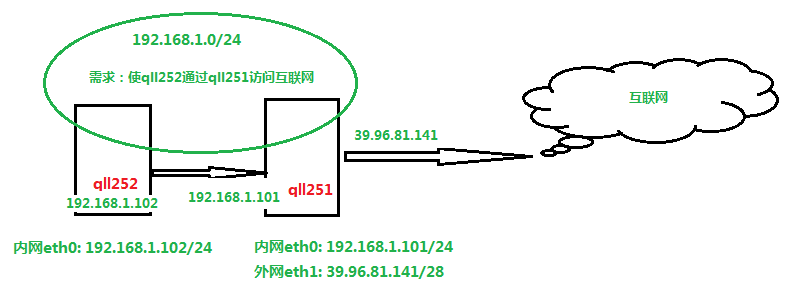 192.168.1.0/24
需求：使qll252通过qll251访问互联网
互联网
39.96.81.141
qll252
192.168.1.102
192.168.1.101
qll251
内网eth0: 192.168.1.102/24
内网eth0: 192.168.1.101/24
外网eth1: 39.96.81.141/28